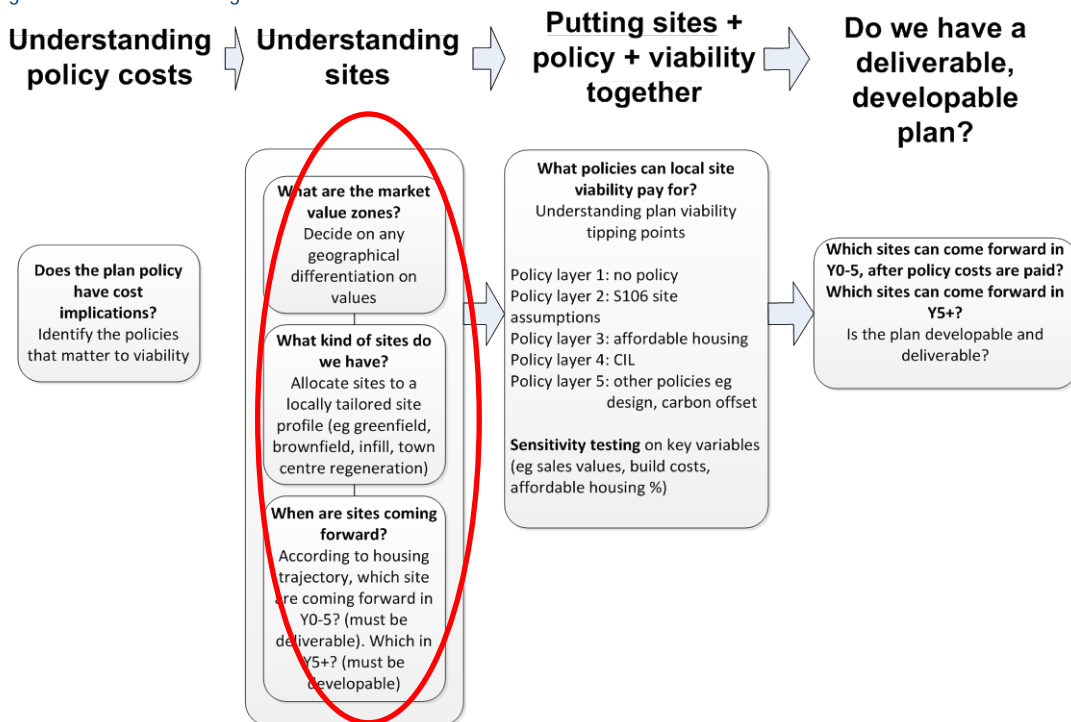 Understanding
policy costs
Understanding
sites
Putting sites +
policy + viability
together
Do we have a
deliverable,
developable
plan?
Does the plan policy
have cost
implications?
Identify the policies
that matter to viability
What are the market
value zones?
Decide on any
geographical
differentiation on
values
What kind of sites do
we have?
Allocate sites to a
locally tailored site
profile (eg greenfield,
brownfield, infill, town
centre regeneration)
When are sites coming
forward?
According to housing
trajectory, which site
are coming forward in
Y0-5? (must be
deliverable). Which in
Y5+? (must be
developable)
What policies can local site
viability pay for?
Understanding plan viability
tipping points
Policy layer 1: no policy
Policy layer 2: S106 site
assumptions
Policy layer 3: affordable housing
Policy layer 4: CIL
Policy layer 5: other policies eg
design, carbon offset
Sensitivity testing on key variables
(eg sales values, build costs,
affordable housing %)
Which sites can come forward in
Y0-5, after policy costs are paid?
Which sites can come forward in
Y5+?
Is the plan developable and
deliverable?